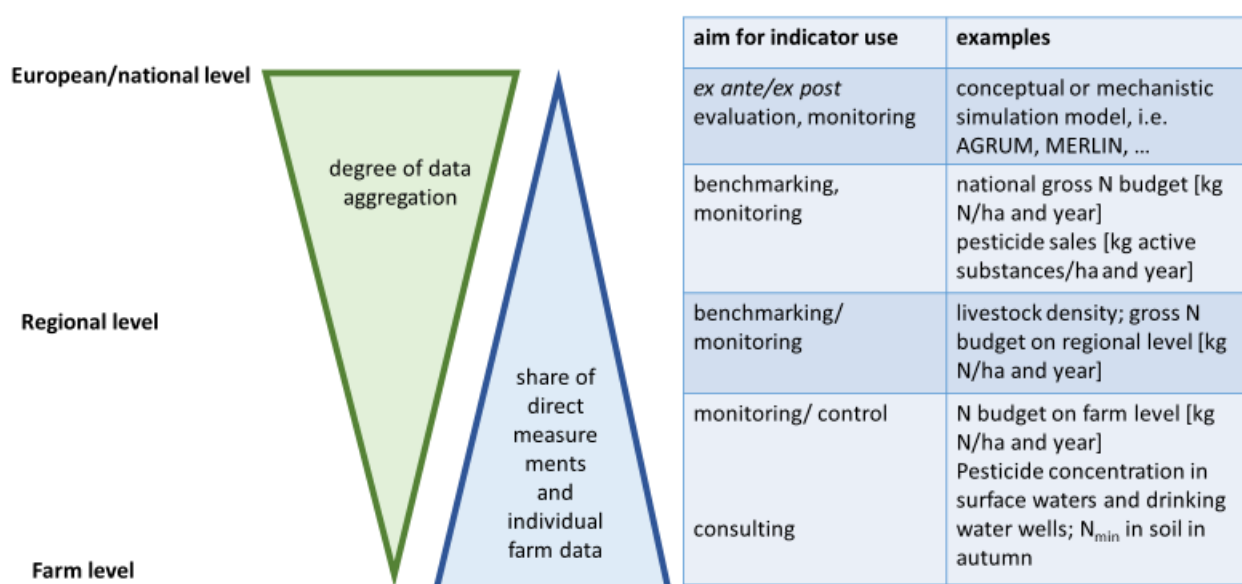 European/national level
Regional level
Farm level
degree of data
aggregation
share of
direct
measure
ments
and
individual
farm data
aim for indicator use
examples
ex ante/ex post
evaluation, monitoring
conceptual or mechanistic
simulation model, i.e.
AGRUM, MERLIN, ...
benchmarking,
monitoring
national gross N budget [kg
N/ha and year]
pesticide sales [kg active
substances/ha and year]
benchmarking/
monitoring
livestock density; gross N
budget on regional level [kg
N/ha and year]
monitoring/ control
consulting
N budget on farm level [kg
N/ha and year]
Pesticide concentration in
surface waters and drinking
water wells; Nmin in soil in
autumn